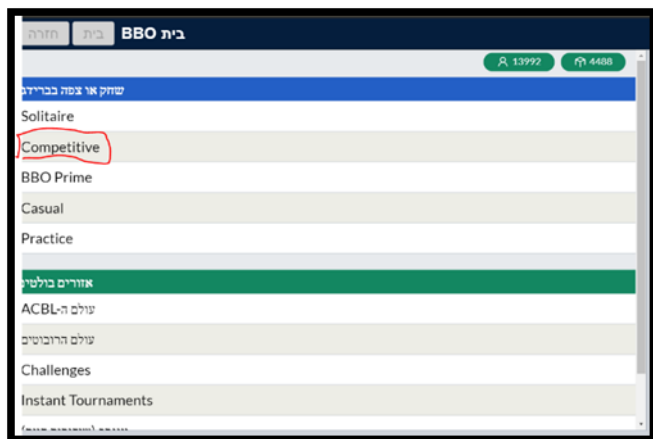 חזרה בית בית BBO
13992 4488
שחק או צפה בברידג
Solitaire
Competitive
BBO Prime
Casual
Practice
אזורים בולטים
עולם ה-ACBL
עולם הרובוטים
Challenges
Instant Tournaments